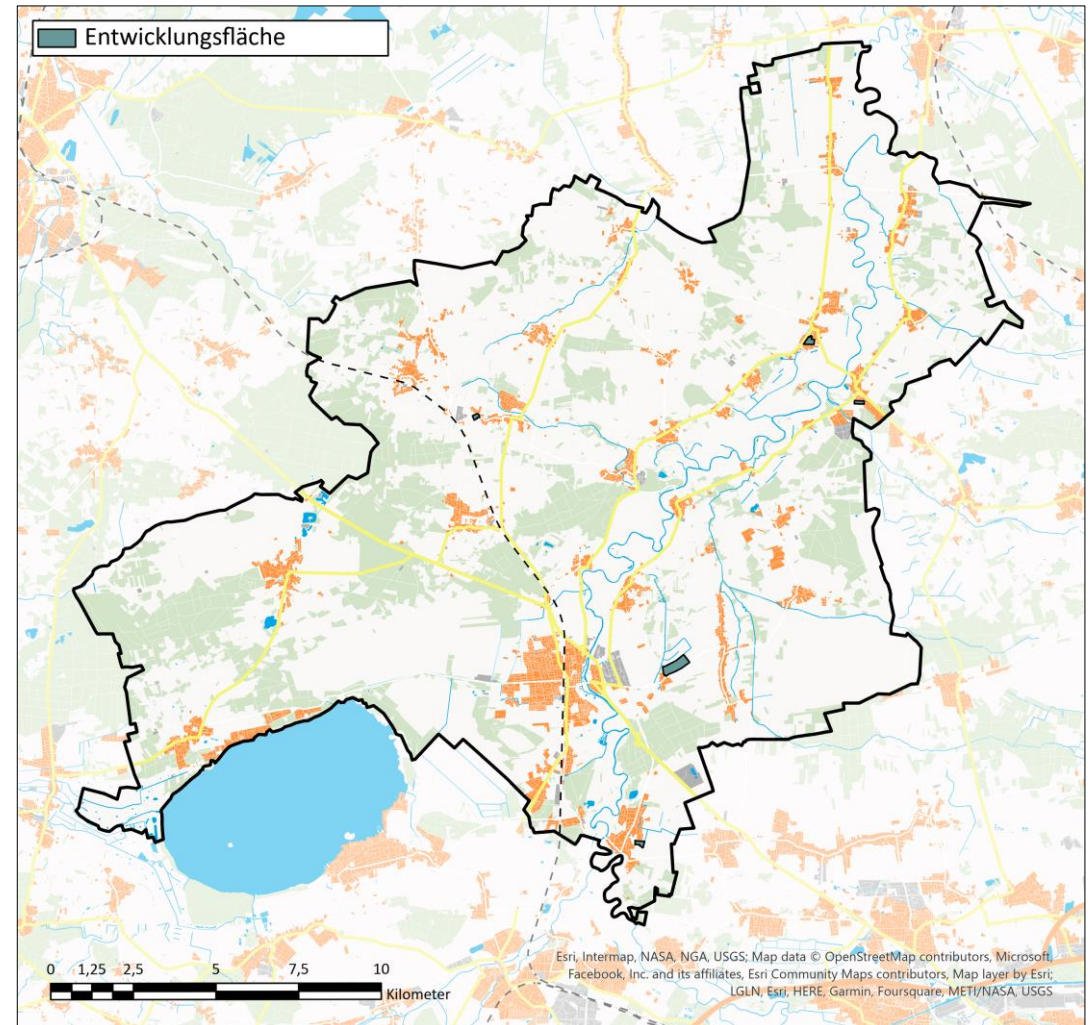 Entwicklungsfläche
Esri, Intermap, NASA, NGA, USGS; Map data © OpenStreetMap contributors, Microsoft,
Facebook, Inc. and its affiliates, Esri Community Maps contributors, Map layer by Esri;
LGLN, Esri, HERE, Garmin, Foursquare, METI/NASA, USGS
0 1,25 2,5 5 7,5 10
Kilometer